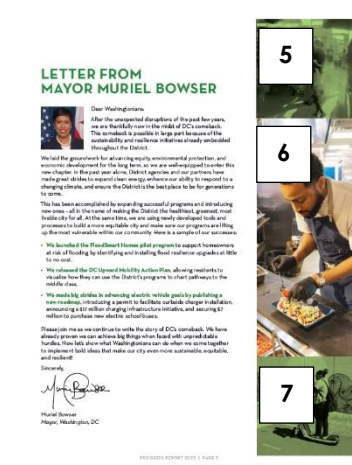 LETTER FROM
MAYOR MURIEL BOWSER
Dear Washingtonians:
After the unexpected disruptions of the past few years,
we are thankfully now in the midst of DC's comeback.
This comeback is possible in large part because of the
sustainability and resilience initiatives already embedded
throughout the District.
We laid the groundwork for advancing equity, environmental protection, and
economic development for the long term, so we are well-equipped to enter this
new chapter. In the past year alone, District agencies and our partners have
made great strides to expand clean energy, enhance our ability to respond to a
changing climate, and ensure the District is the best place to be for generations
to come.
This has been accomplished by expanding successful programs and introducing
new ones - all in the name of making the District the healthiest, greenest, most
livable city for all. At the same time, we are using newly developed tools and
processes to build a more equitable city and make sure our programs are lifting
up the most vulnerable within our community. Here is a sample of our successes:
• We launched the FloodSmart Homes pilot program to support homeowners
at risk of flooding by identifying and installing flood resilience upgrades at little
to no cost.
• We released the DC Upward Mobility Action Plan, allowing residents to
visualize how they can use the District's programs to chart pathways to the
middle class.
• We made big strides in advancing electric vehicle goals by publishing a
new roadmap, introducing a permit to facilitate curbside charger installation,
announcing a $17 million charging infrastructure initiative, and securing $7
million to purchase new electric school buses.
Please join me as we continue to write the story of DC's comeback. We have
already proven we can achieve big things when faced with unpredictable
hurdles. Now let's show what Washingtonians can do when we come together
to implement bold ideas that make our city even more sustainable, equitable,
and resilient!
Sincerely,
Muriel Bowser
Mayor, Washington, DC
5
6
7